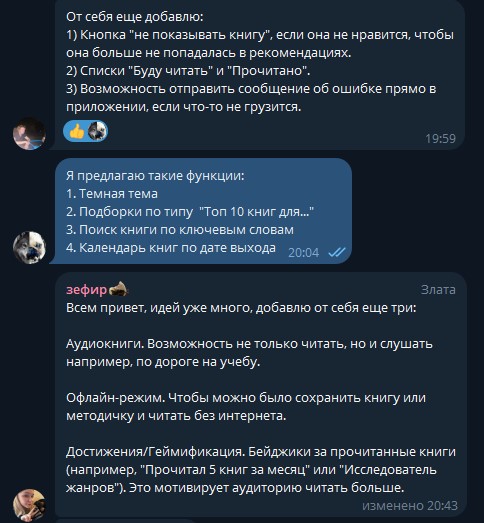 От себя еще добавлю:
1) Кнопка "не показывать книгу", если она не нравится, чтобы
она больше не попадалась в рекомендациях.
2) Списки "Буду читать" и "Прочитано".
3) Возможность отправить сообщение об ошибке прямо в
приложении, если что-то не грузится.
19:59
Я предлагаю такие функции:
1. Темная тема
2. Подборки по типу "Топ 10 книг для..."
3. Поиск книги по ключевым словам
4. Календарь книг по дате выхода 20:04
зефир Злата
Всем привет, идей уже много, добавлю от себя еще три:
Аудиокниги. Возможность не только читать, но и слушать
например, по дороге на учебу.
Офлайн-режим. Чтобы можно было сохранить книгу или
методичку и читать без интернета.
Достижения/Геймификация. Бейджики за прочитанные книги
(например, "Прочитал 5 книг за месяц" или "Исследователь
жанров"). Это мотивирует аудиторию читать больше.
изменено 20:43